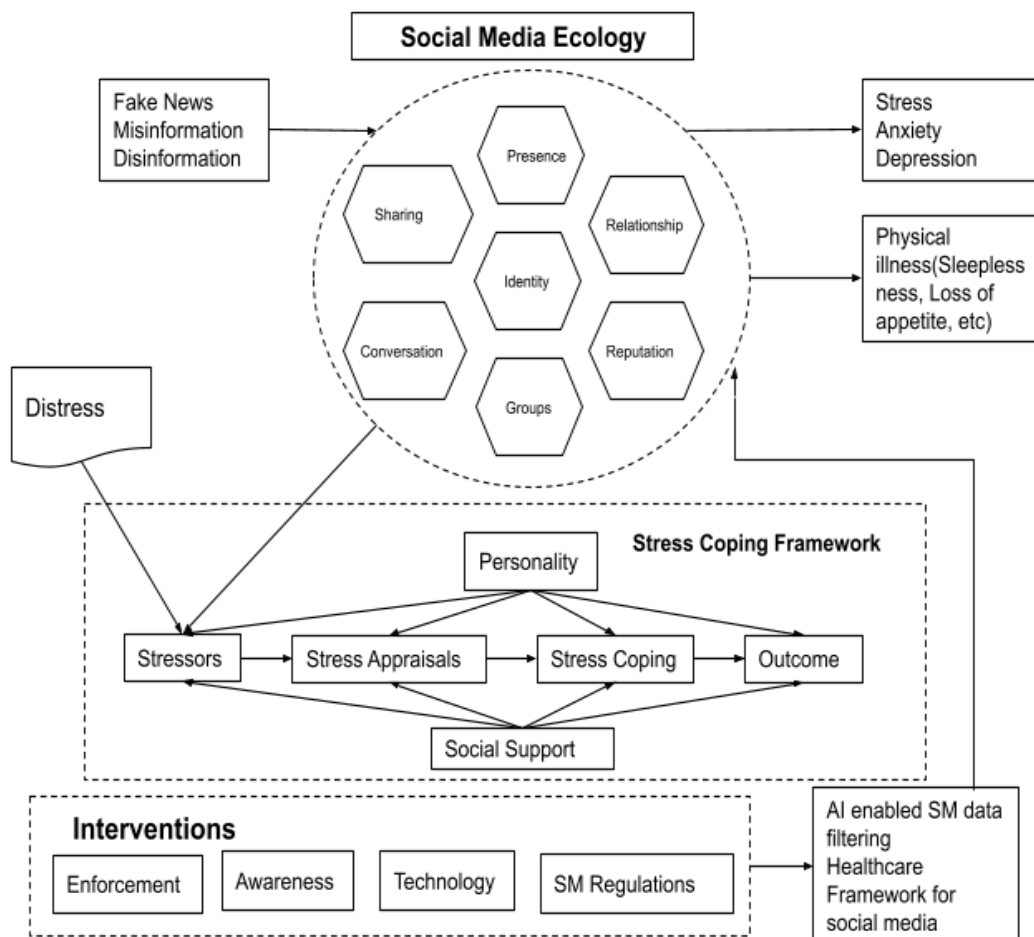 Social Media Ecology
Fake News
Misinformation
Disinformation
Stress
Anxiety
Depression
Presence
Sharing
Relationship
Identity
Physical
illness(Sleepless
ness, Loss of
appetite, etc)
Conversation
Reputation
Groups
Distress
Stress Coping Framework
Personality
Stressors
Stress Appraisals
Stress Coping
Outcome
Social Support
Interventions
Enforcement
Awareness
Technology
SM Regulations
AI enabled SM data
filtering
Healthcare
Framework for
social media